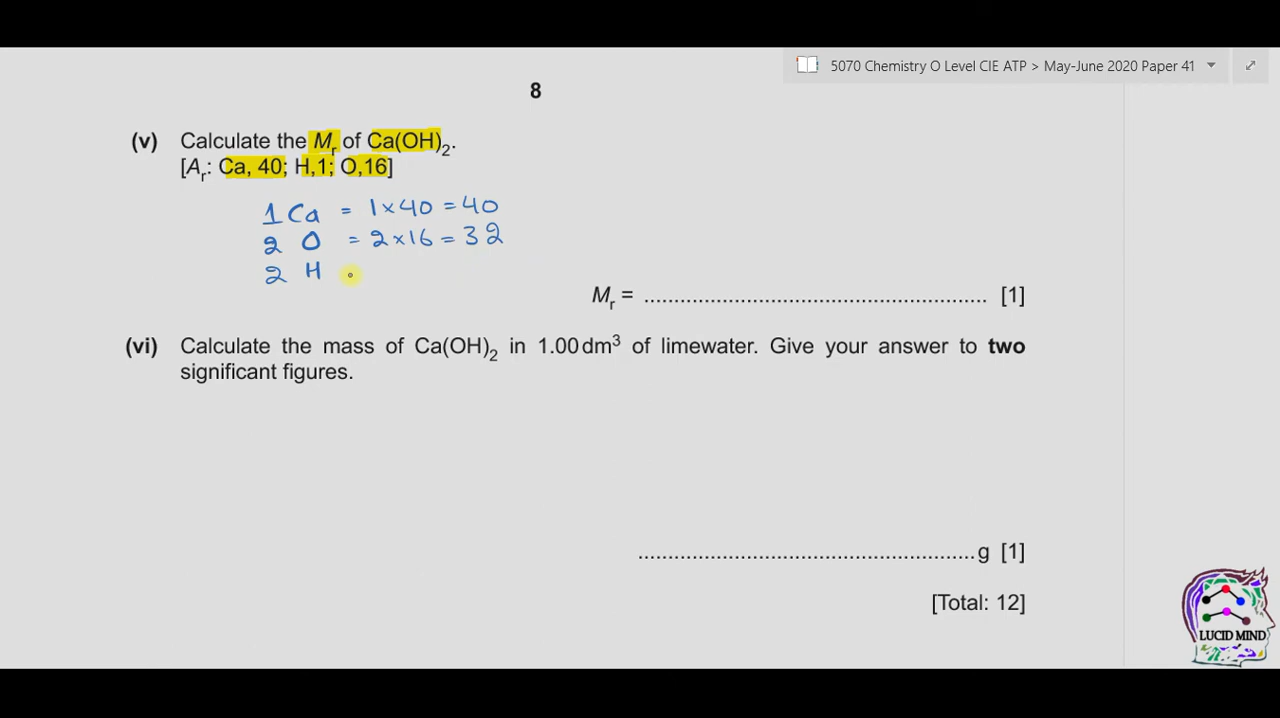 5070 Chemistry O Level CIE ATP > May-June 2020 Paper 41
8
(v) Calculate the Mr of Ca(OH)2.
[Ar: Ca, 40; H,1; O,16]
1 Ca = 1×40 = 40
2 O = 2×16 = 32
2 H
Mr = ......................................................... [1]
(vi) Calculate the mass of Ca(OH)2 in 1.00 dm³ of limewater. Give your answer to two
significant figures.
........................................................ g [1]
[Total: 12]
LUCID MIND